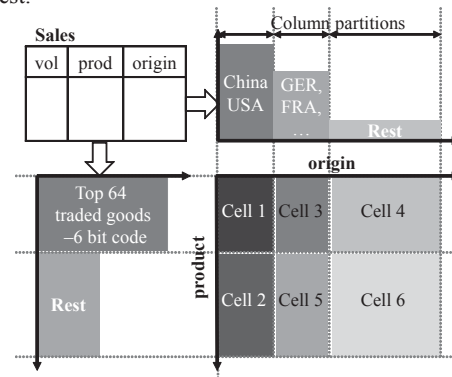 est.
Column partitions
Sales
vol prod origin
China
USA
GER,
FRA,
...
Rest
origin
Top 64
traded goods
–6 bit code
Rest
product
Cell 1 Cell 3 Cell 4
Cell 2 Cell 5 Cell 6